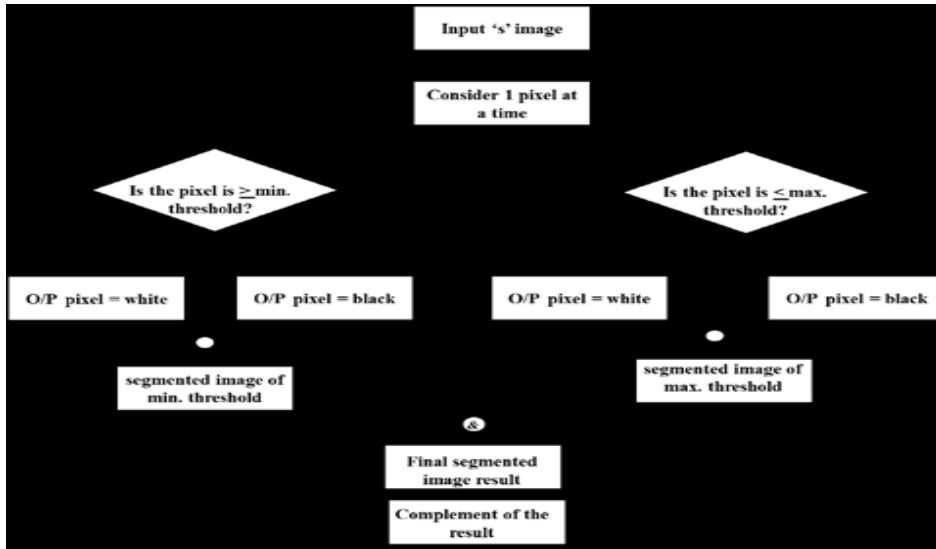 Input ‘s’ image
Consider 1 pixel at
a time
Is the pixel is ≥ min.
threshold?
Is the pixel is ≤ max.
threshold?
O/P pixel = white
O/P pixel = black
O/P pixel = white
O/P pixel = black
segmented image of
min. threshold
segmented image of
max. threshold
&
Final segmented
image result
Complement of the
result